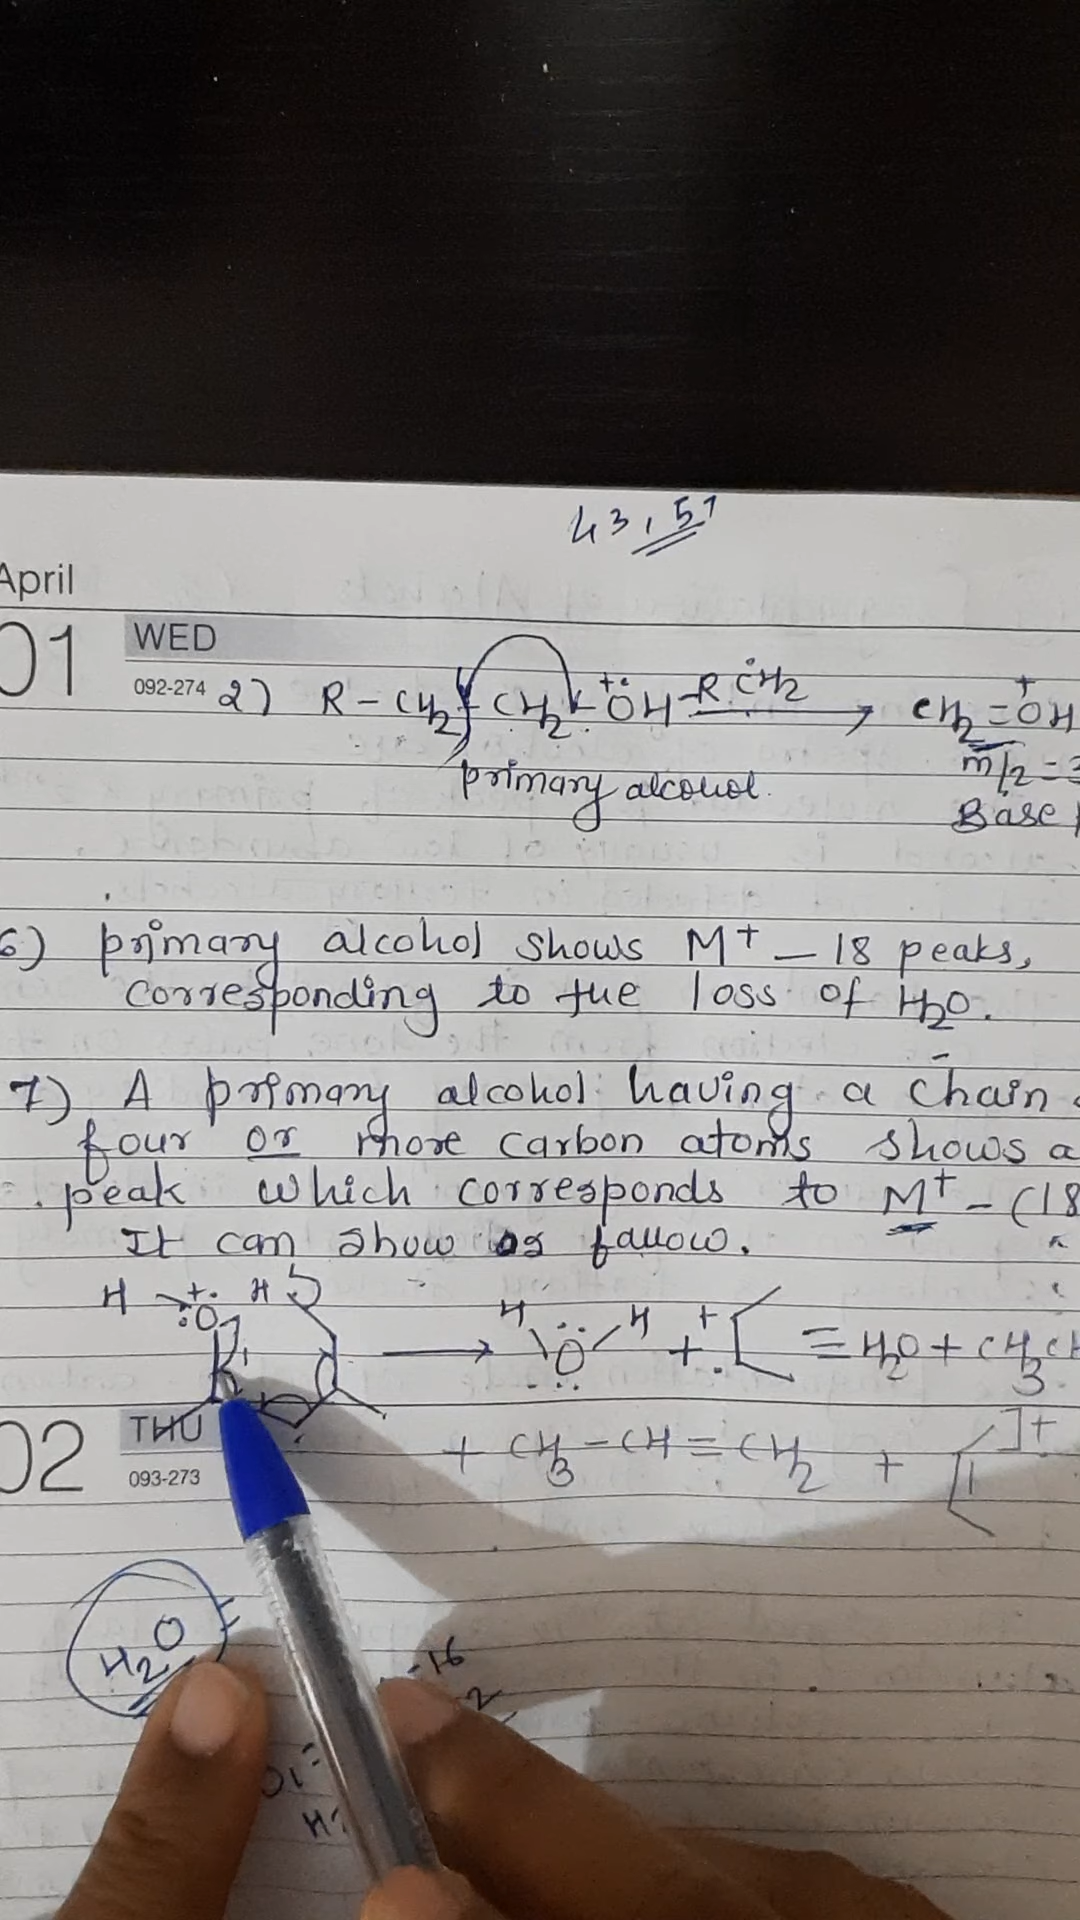 43, 57
April
01 WED
092-274 2) R - CH2 - CH2 - ÖH -RĊH2→ CH2 = OH
primary alcohol.
m/z =
Base
6) primary alcohol shows M+ - 18 peaks,
corresponding to the loss of H2O.
7) A primary alcohol having a chain
four or more carbon atoms shows a
peak which corresponds to M+ - (18
It can show as follow.
H O H → H O H + ≡ H2O + CH3
02 THU
093-273
+ CH3 - CH = CH2 + ]+
H2O
-16